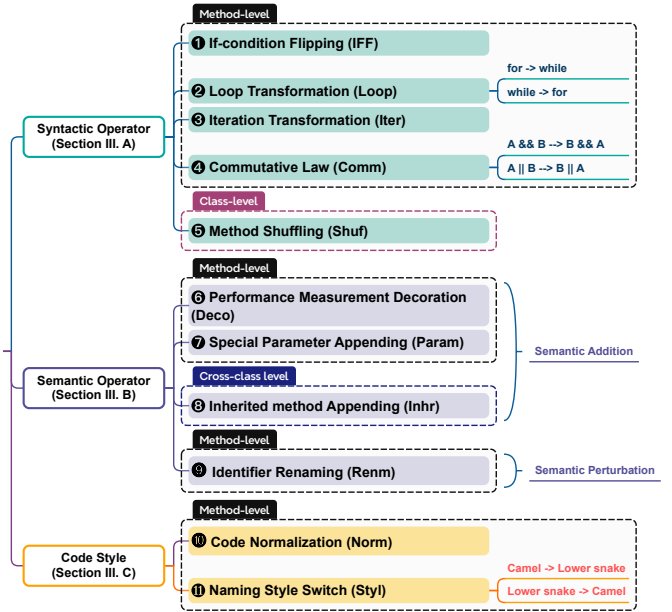 Method-level
❶ If-condition Flipping (IFF)
❷ Loop Transformation (Loop)
for -> while
while -> for
❸ Iteration Transformation (Iter)
Syntactic Operator
(Section III. A)
❹ Commutative Law (Comm)
A && B --> B && A
A || B --> B || A
Class-level
❺ Method Shuffling (Shuf)
Method-level
❻ Performance Measurement Decoration
(Deco)
❼ Special Parameter Appending (Param)
Semantic Addition
Semantic Operator
(Section III. B)
Cross-class level
❽ Inherited method Appending (Inhr)
Method-level
❾ Identifier Renaming (Renm)
Semantic Perturbation
Method-level
❿ Code Normalization (Norm)
Code Style
(Section III. C)
⓫ Naming Style Switch (Styl)
Camel -> Lower snake
Lower snake -> Camel